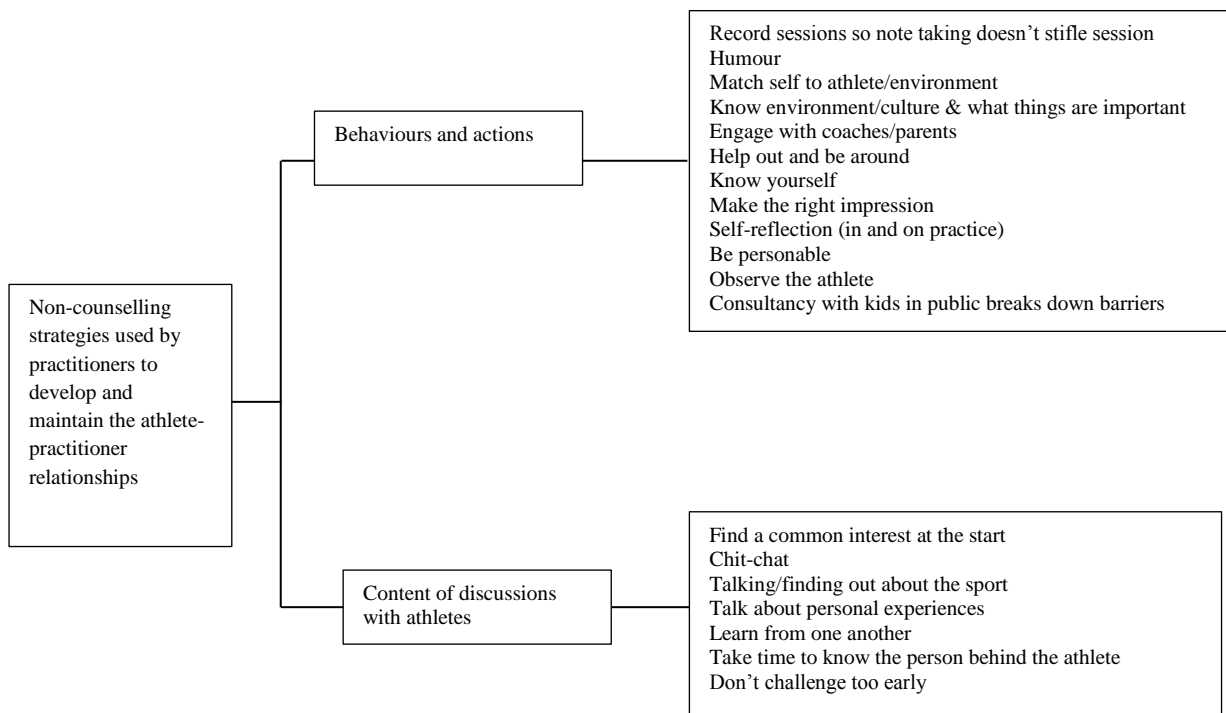 Non-counselling
strategies used by
practitioners to
develop and
maintain the athlete-
practitioner
relationships
Behaviours and actions
Record sessions so note taking doesn’t stifle session
Humour
Match self to athlete/environment
Know environment/culture & what things are important
Engage with coaches/parents
Help out and be around
Know yourself
Make the right impression
Self-reflection (in and on practice)
Be personable
Observe the athlete
Consultancy with kids in public breaks down barriers
Content of discussions
with athletes
Find a common interest at the start
Chit-chat
Talking/finding out about the sport
Talk about personal experiences
Learn from one another
Take time to know the person behind the athlete
Don’t challenge too early